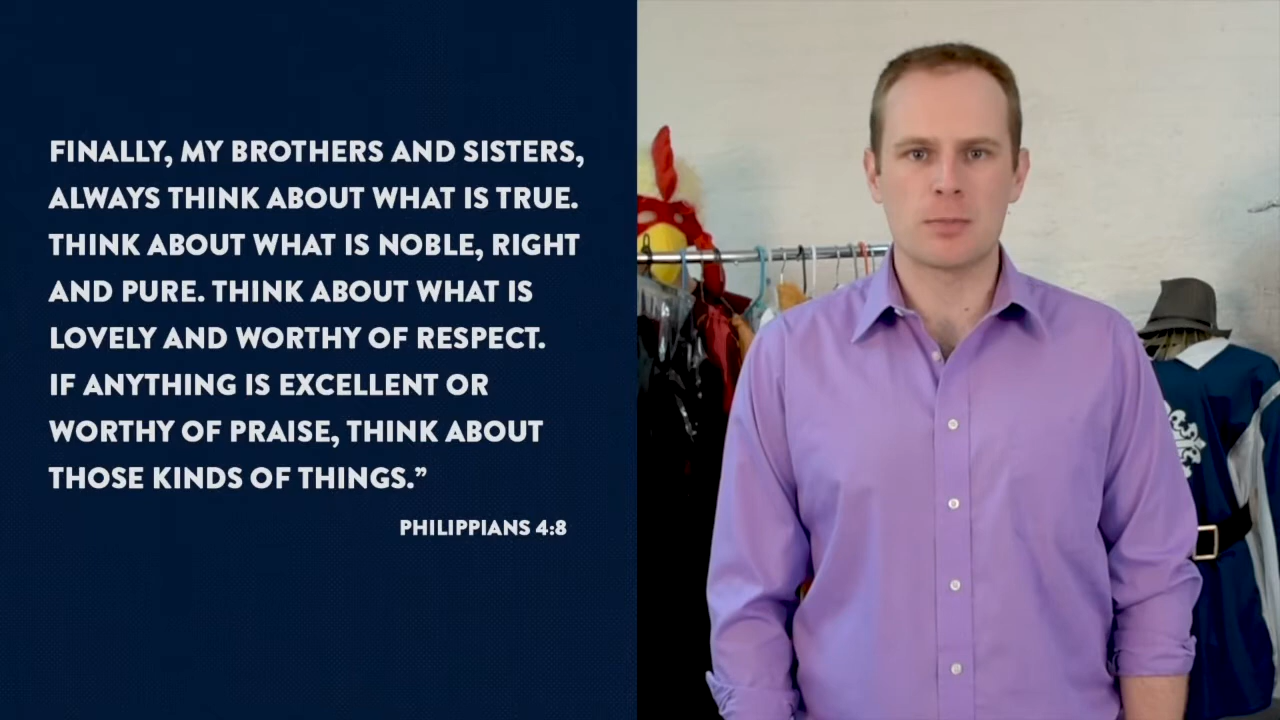 FINALLY, MY BROTHERS AND SISTERS,
ALWAYS THINK ABOUT WHAT IS TRUE.
THINK ABOUT WHAT IS NOBLE, RIGHT
AND PURE. THINK ABOUT WHAT IS
LOVELY AND WORTHY OF RESPECT.
IF ANYTHING IS EXCELLENT OR
WORTHY OF PRAISE, THINK ABOUT
THOSE KINDS OF THINGS.”
PHILIPPIANS 4:8